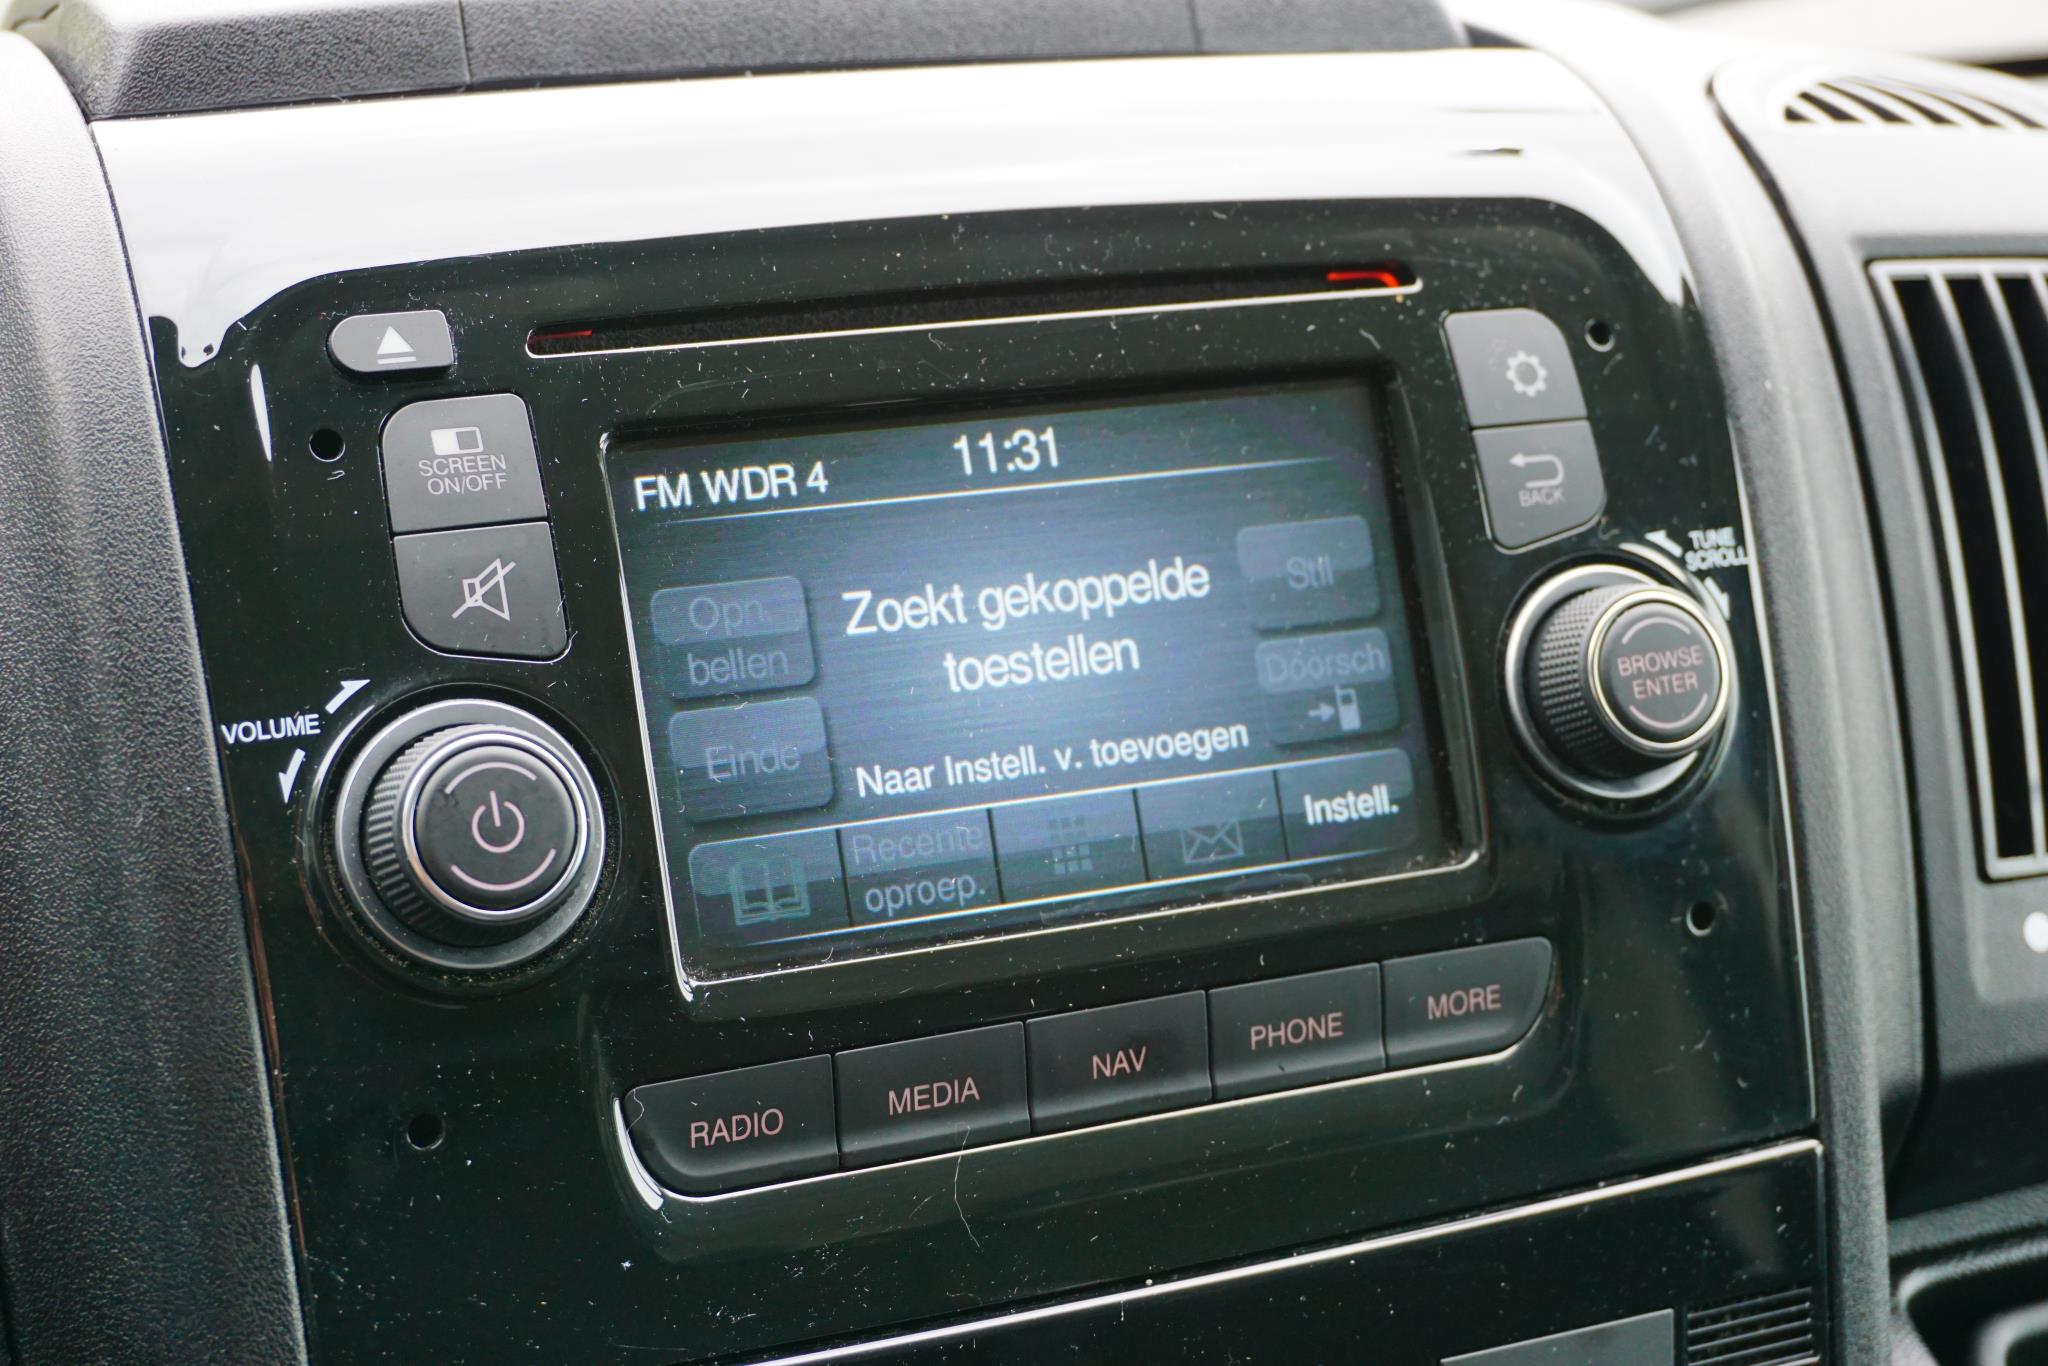 SCREEN
ON/OFF
VOLUME
FM WDR 4
11:31
Opn.
bellen
Zoekt gekoppelde
toestellen
Stil
Doorsch
Einde
Naar Instell. v. toevoegen
Recente
oproep.
Instell.
BACK
TUNE
SCROLL
BROWSE
ENTER
RADIO
MEDIA
NAV
PHONE
MORE